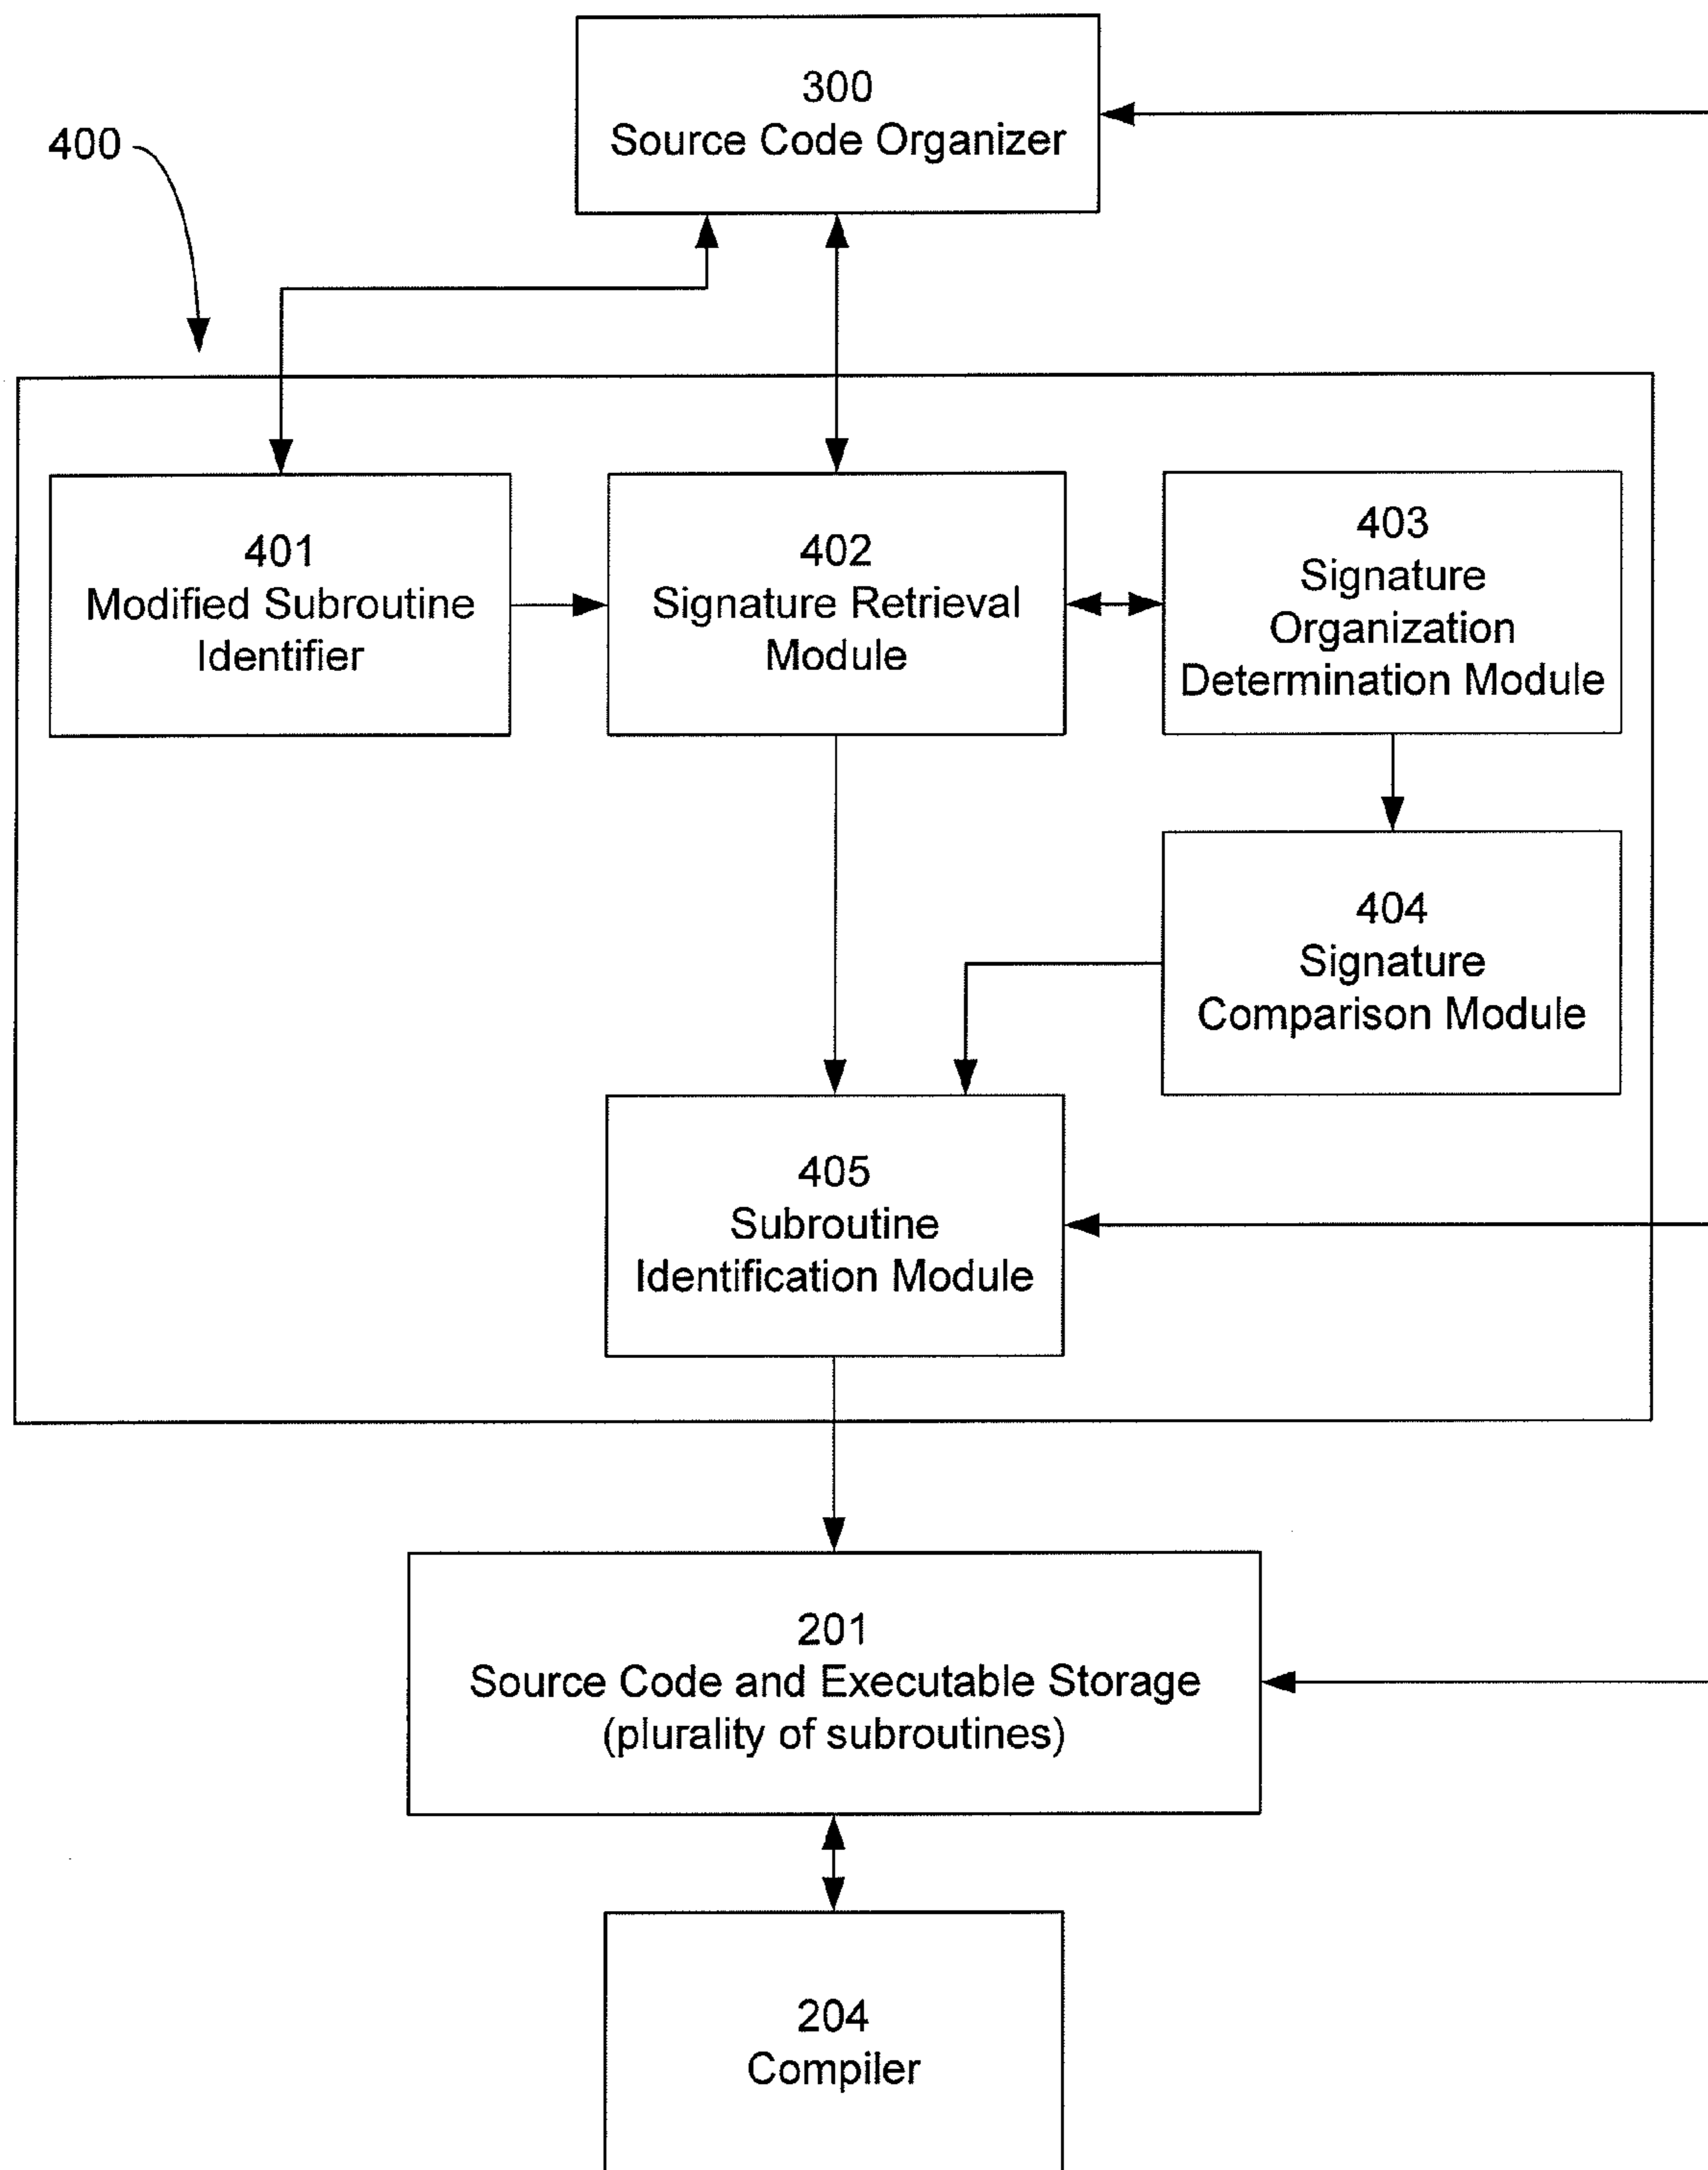 300
Source Code Organizer
400
401
Modified Subroutine
Identifier
402
Signature Retrieval
Module
403
Signature
Organization
Determination Module
404
Signature
Comparison Module
405
Subroutine
Identification Module
201
Source Code and Executable Storage
(plurality of subroutines)
204
Compiler